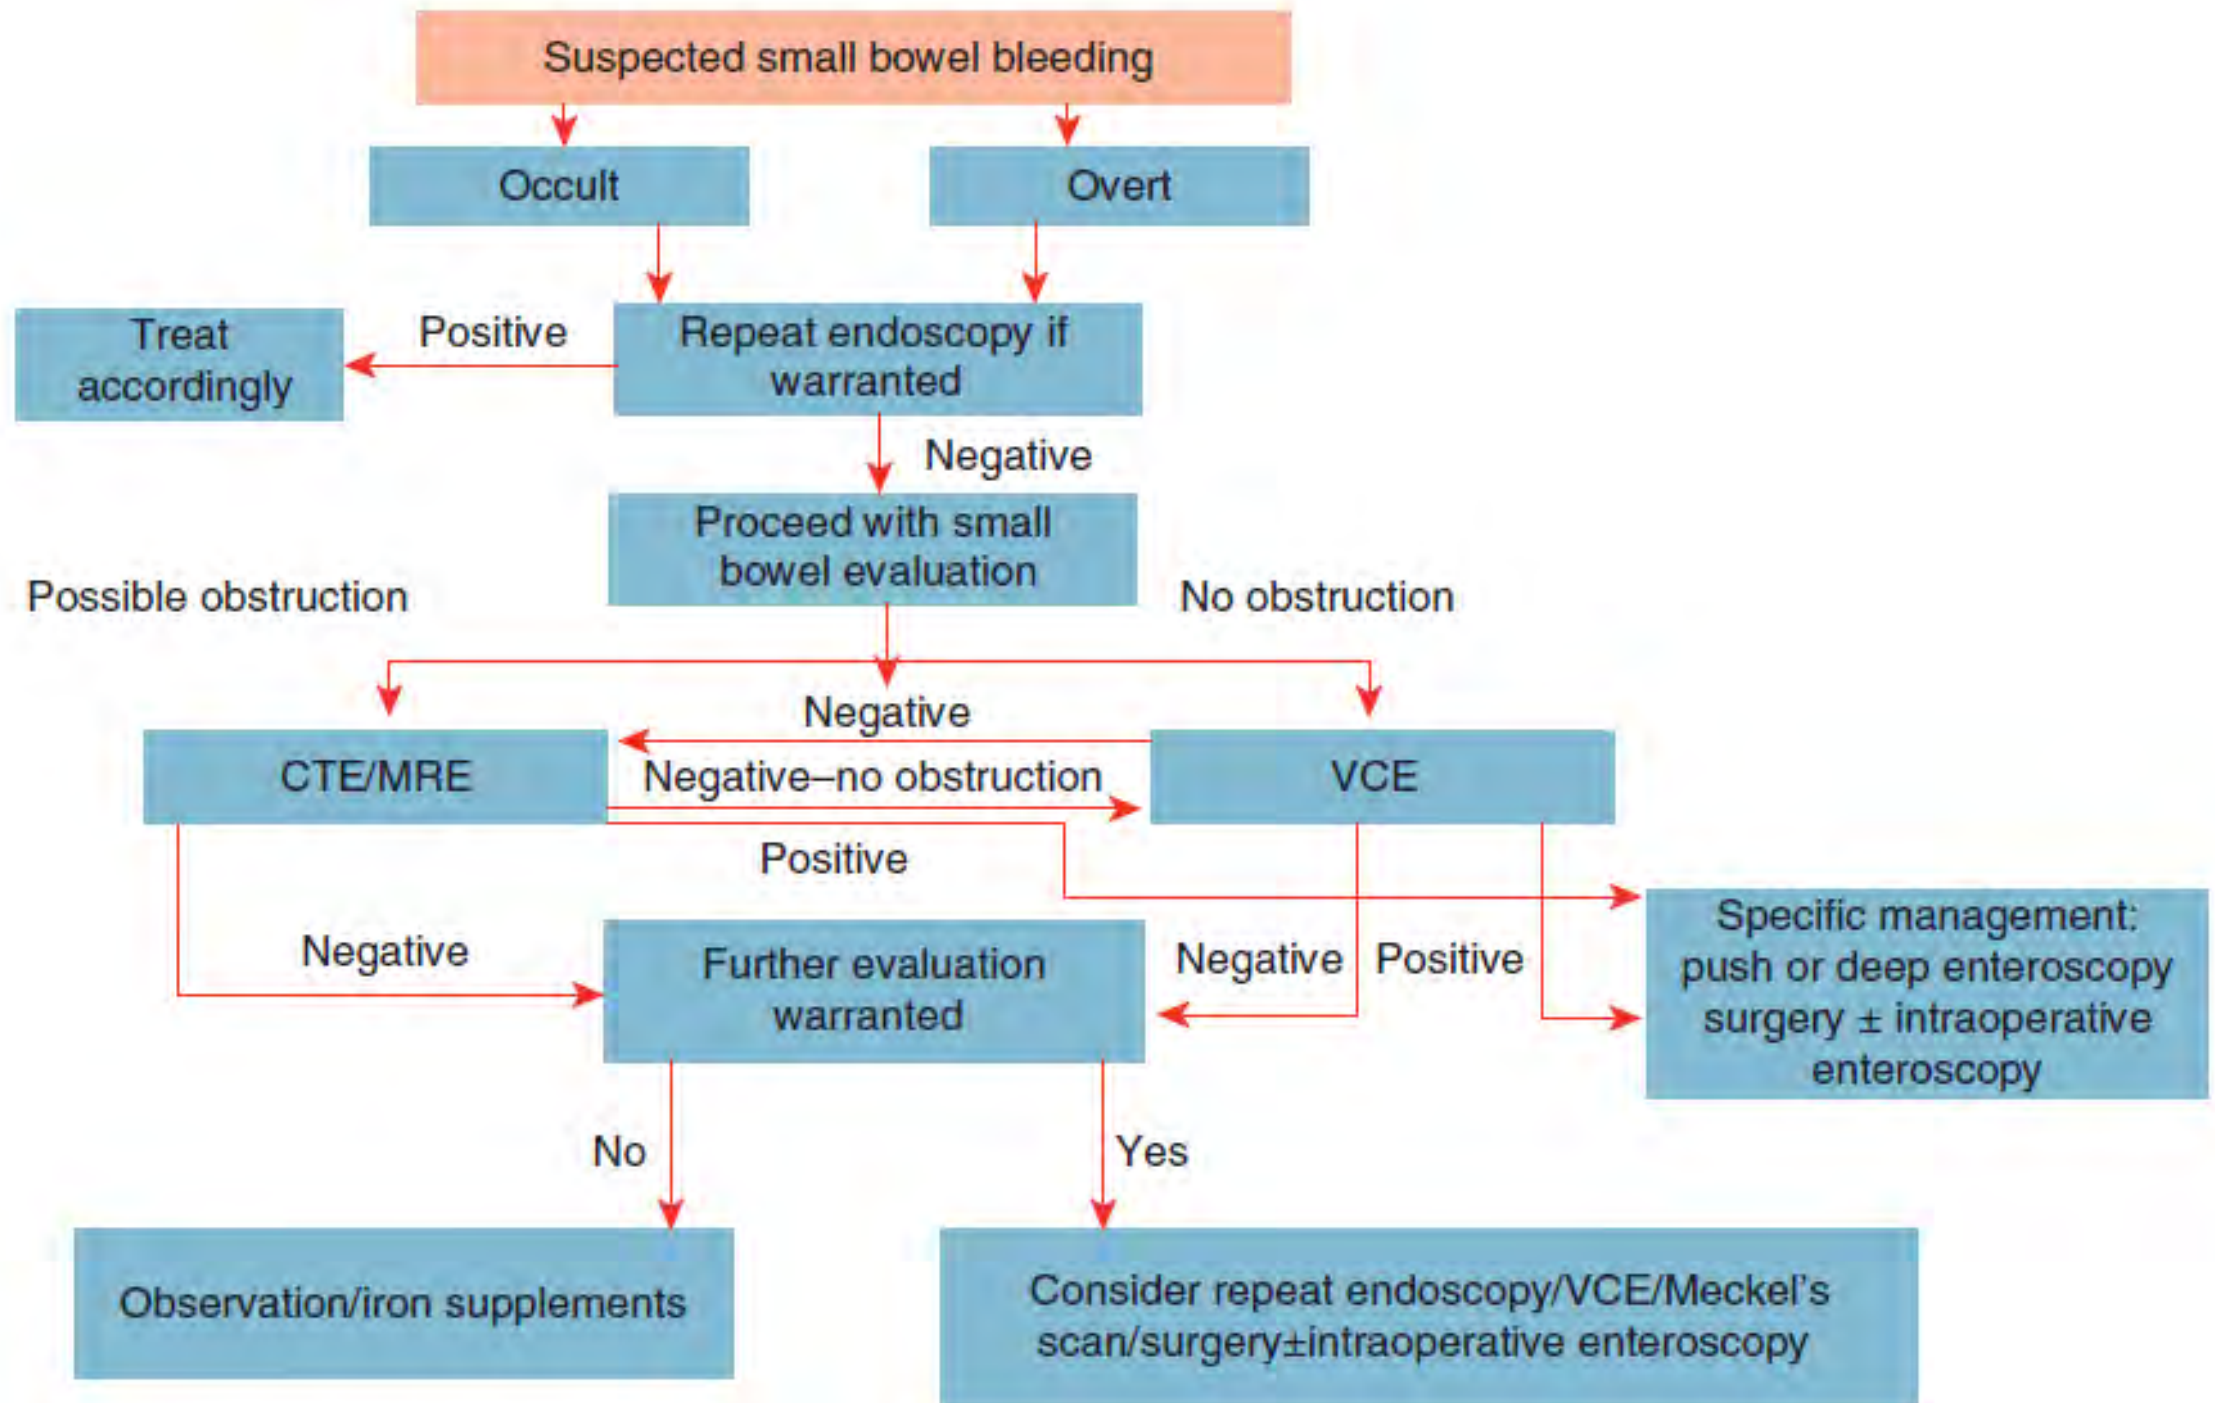 Suspected small bowel bleeding
Occult
Overt
Treat
accordingly
Positive
Repeat endoscopy if
warranted
Negative
Proceed with small
bowel evaluation
Possible obstruction
No obstruction
Negative
CTE/MRE
Negative–no obstruction
VCE
Positive
Negative
Further evaluation
warranted
Negative
Positive
Specific management:
push or deep enteroscopy
surgery ± intraoperative
enteroscopy
No
Yes
Observation/iron supplements
Consider repeat endoscopy/VCE/Meckel's
scan/surgery±intraoperative enteroscopy